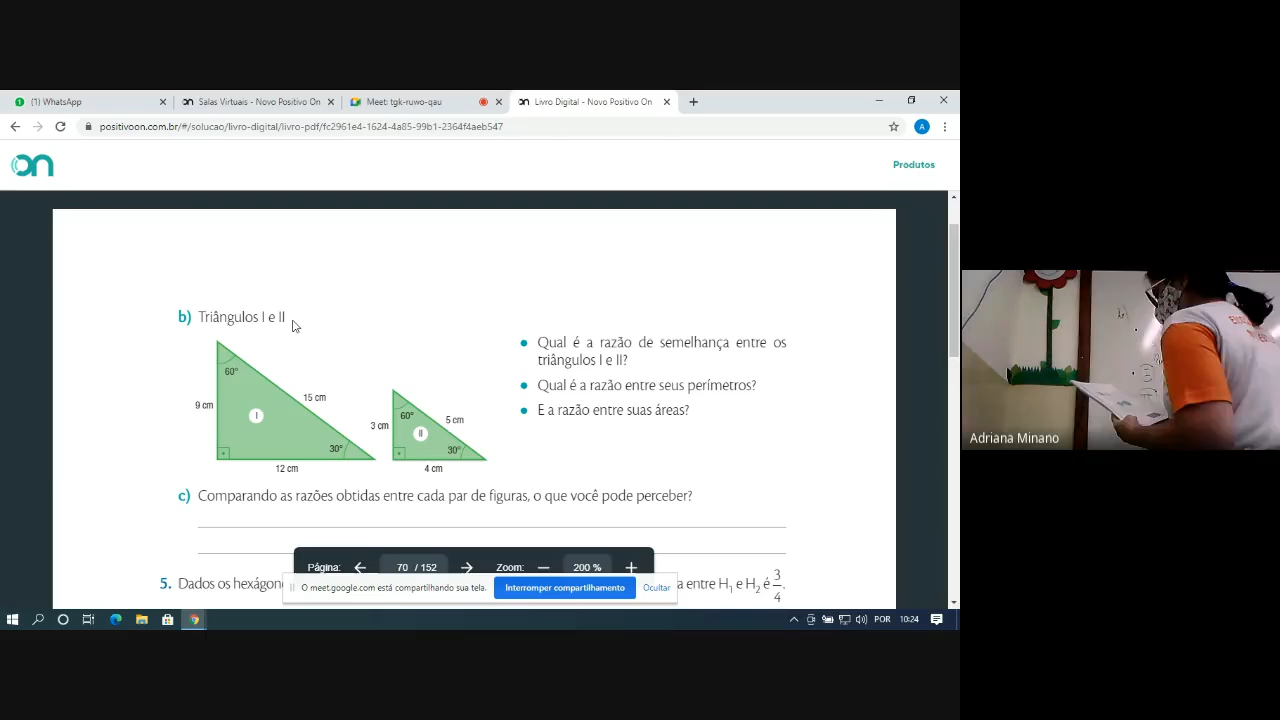 (1) WhatsApp
Salas Virtuais - Novo Positivo On
Meet: tgk-ruwo-qau
Livro Digital - Novo Positivo On
positivoon.com.br/#/solucao/livro-digital/livro-pdf/fc2961e4-1624-4a85-99b1-2364f4aeb547
A
on
Produtos
b) Triângulos I e II
60°
9 cm
15 cm
I
30°
12 cm
60°
3 cm
5 cm
II
30°
4 cm
• Qual é a razão de semelhança entre os
triângulos I e II?
• Qual é a razão entre seus perímetros?
• E a razão entre suas áreas?
c) Comparando as razões obtidas entre cada par de figuras, o que você pode perceber?
Página: 70 / 152 Zoom: 200 %
5. Dados os hexágon
a entre H₁ e H₂ é 3/4.
O meet.google.com está compartilhando sua tela. Interromper compartilhamento Ocultar
POR 10:24
Adriana Minano